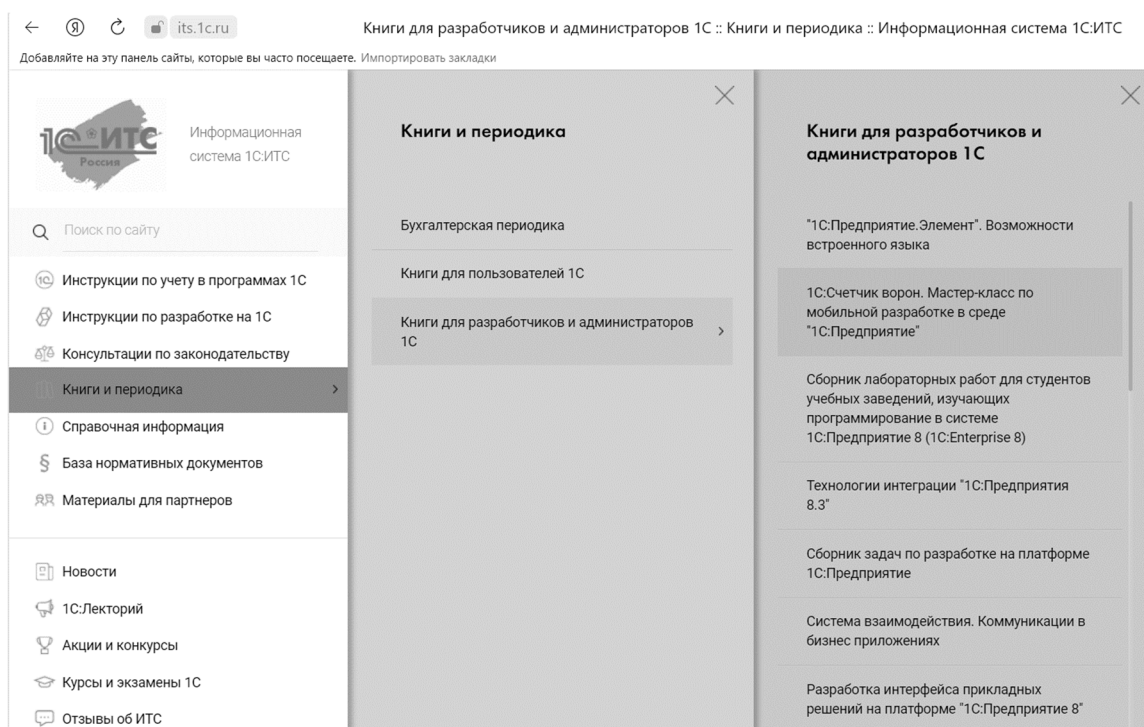 its.1c.ru
Книги для разработчиков и администраторов 1С :: Книги и периодика :: Информационная система 1С:ИТС
Добавляйте на эту панель сайты, которые вы часто посещаете. Импортировать закладки
1С ИТС
Россия
Информационная
система 1С:ИТС
Поиск по сайту
Инструкции по учету в программах 1С
Инструкции по разработке на 1С
Консультации по законодательству
Книги и периодика
Справочная информация
База нормативных документов
Материалы для партнеров
Новости
1С:Лекторий
Акции и конкурсы
Курсы и экзамены 1С
Отзывы об ИТС
Книги и периодика
Бухгалтерская периодика
Книги для пользователей 1С
Книги для разработчиков и администраторов
1С
Книги для разработчиков и
администраторов 1С
"1С:Предприятие.Элемент". Возможности
встроенного языка
1С:Счетчик ворон. Мастер-класс по
мобильной разработке в среде
"1С:Предприятие"
Сборник лабораторных работ для студентов
учебных заведений, изучающих
программирование в системе
1С:Предприятие 8 (1С:Enterprise 8)
Технологии интеграции "1С:Предприятия
8.3"
Сборник задач по разработке на платформе
1С:Предприятие
Система взаимодействия. Коммуникации в
бизнес приложениях
Разработка интерфейса прикладных
решений на платформе "1С:Предприятие 8"